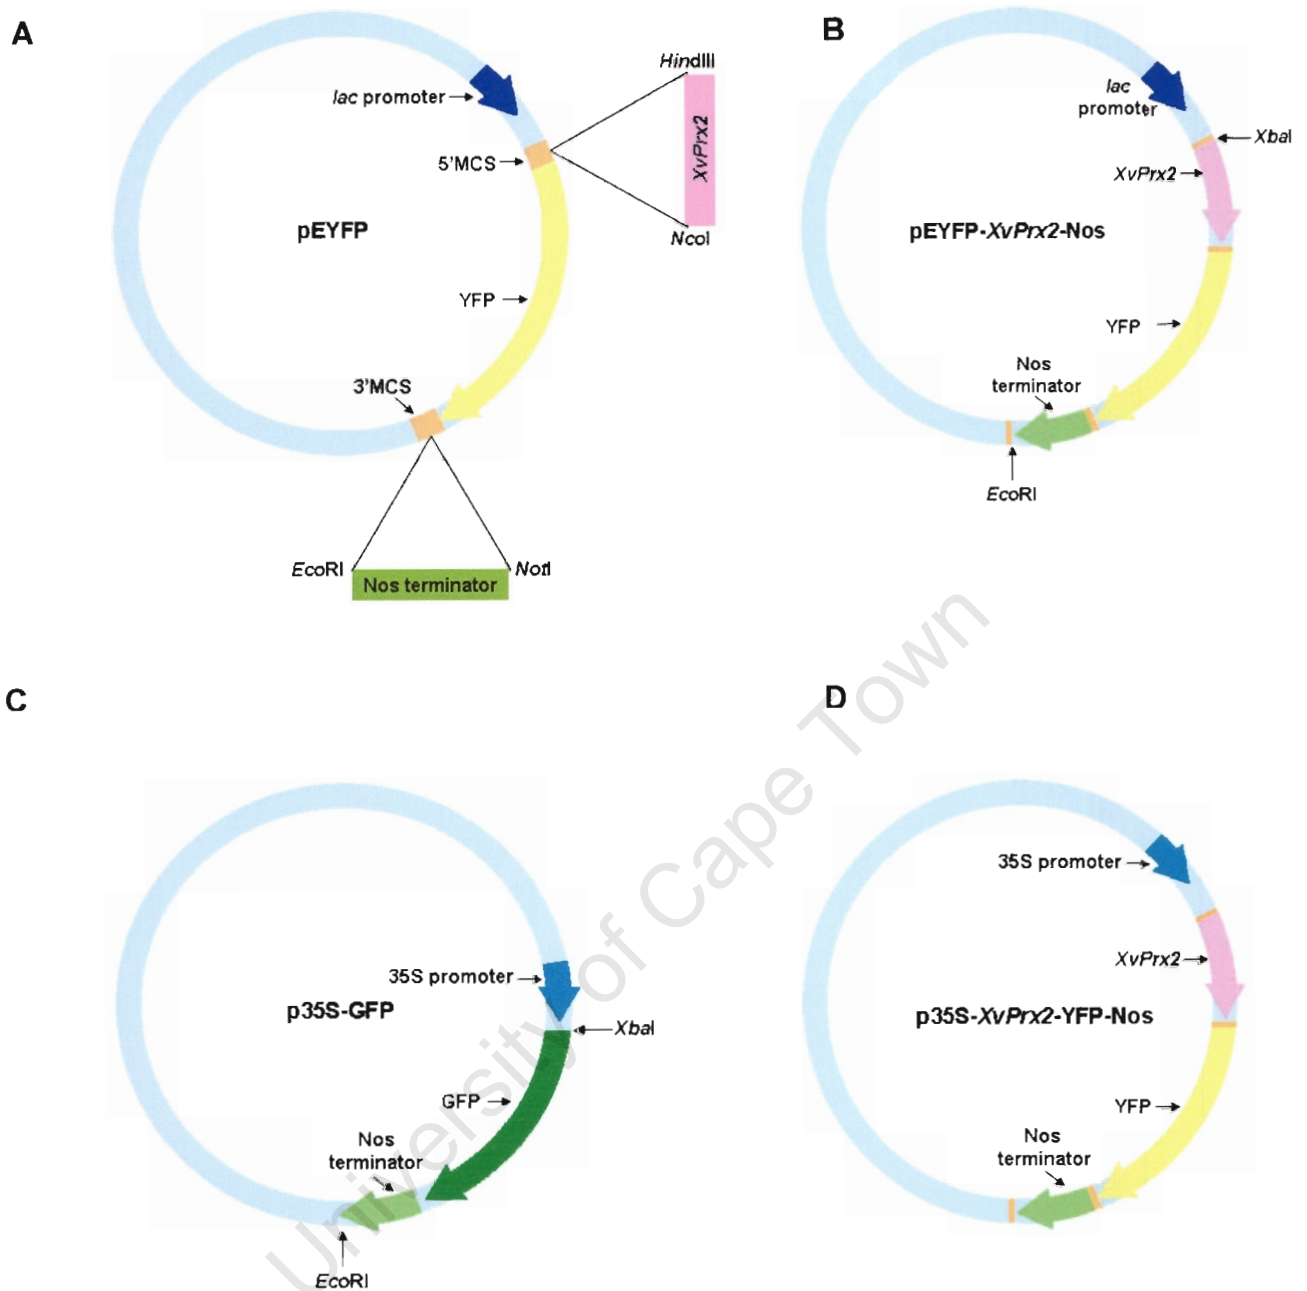 A
HindIII
lac promoter
5'MCS
XvPrx2
NcoI
pEYFP
YFP
3'MCS
EcoRI
NotI
Nos terminator
B
lac
promoter
XbaI
XvPrx2
pEYFP-XvPrx2-Nos
YFP
Nos
terminator
EcoRI
C
35S promoter
p35S-GFP
XbaI
GFP
Nos
terminator
EcoRI
D
35S promoter
XvPrx2
p35S-XvPrx2-YFP-Nos
YFP
Nos
terminator
University of Cape Town